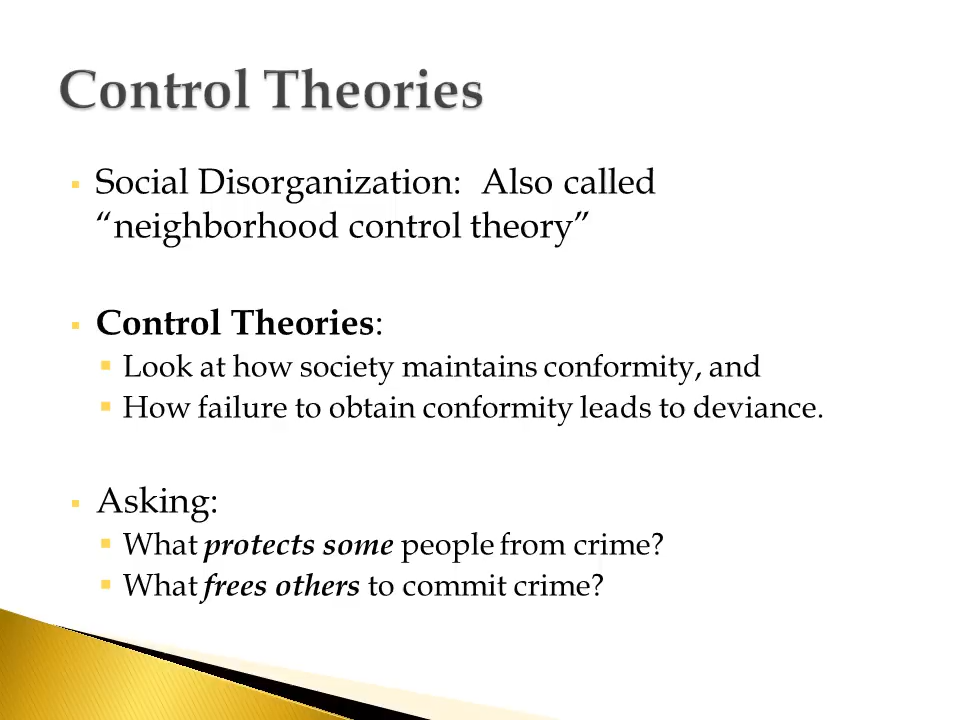 Control Theories
Social Disorganization:  Also called
“neighborhood control theory”
Control Theories:
Look at how society maintains conformity, and
How failure to obtain conformity leads to deviance.
Asking:
What protects some people from crime?
What frees others to commit crime?